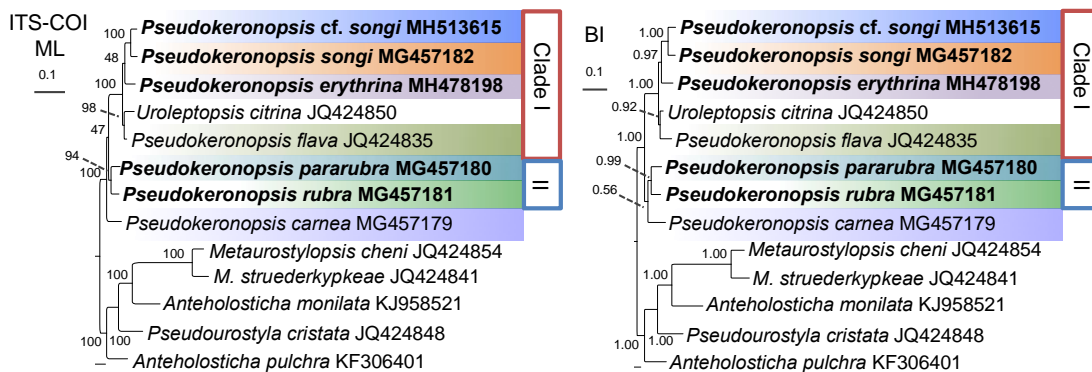 ITS-COI
ML
0.1
100
48
100
98
47
94
100
100
100
100
100
Pseudokeronopsis cf. songi MH513615
Pseudokeronopsis songi MG457182
Pseudokeronopsis erythrina MH478198
Uroleptopsis citrina JQ424850
Pseudokeronopsis flava JQ424835
Pseudokeronopsis pararubra MG457180
Pseudokeronopsis rubra MG457181
Pseudokeronopsis carnea MG457179
Metaurostylopsis cheni JQ424854
M. struederkypkeae JQ424841
Anteholosticha monilata KJ958521
Pseudourostyla cristata JQ424848
Anteholosticha pulchra KF306401
Clade I
II
BI
0.1
1.00
0.97
1.00
0.92
1.00
0.99
0.56
1.00
1.00
1.00
1.00
Pseudokeronopsis cf. songi MH513615
Pseudokeronopsis songi MG457182
Pseudokeronopsis erythrina MH478198
Uroleptopsis citrina JQ424850
Pseudokeronopsis flava JQ424835
Pseudokeronopsis pararubra MG457180
Pseudokeronopsis rubra MG457181
Pseudokeronopsis carnea MG457179
Metaurostylopsis cheni JQ424854
M. struederkypkeae JQ424841
Anteholosticha monilata KJ958521
Pseudourostyla cristata JQ424848
Anteholosticha pulchra KF306401
Clade I
II